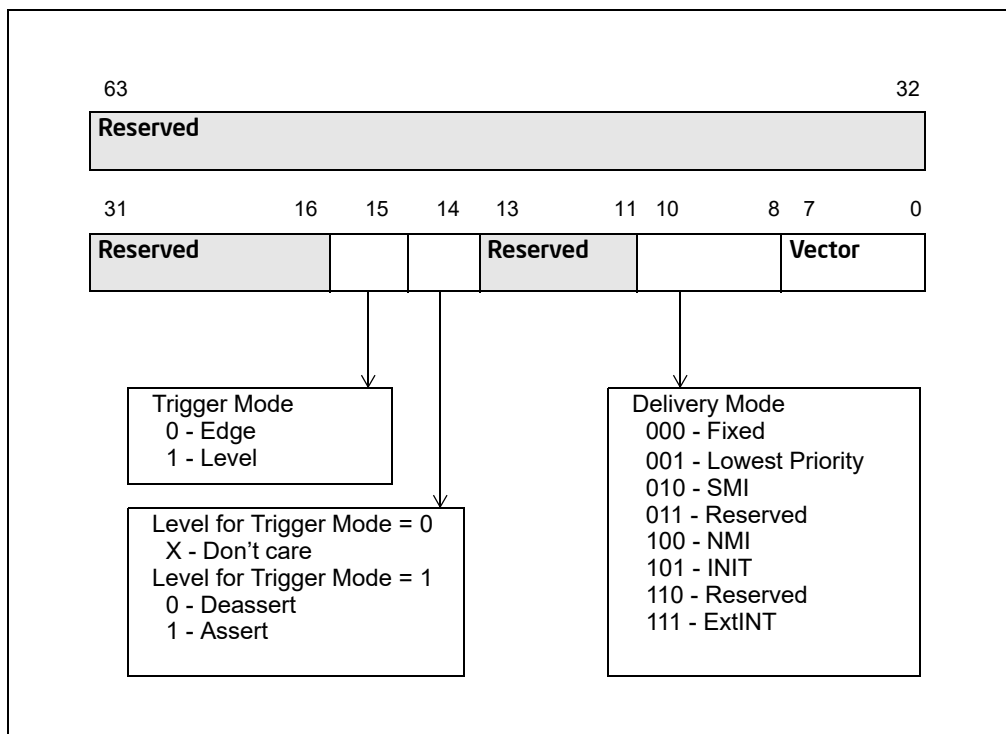 63 32
Reserved
31 16 15 14 13 11 10 8 7 0
Reserved Reserved Vector
Trigger Mode
0 - Edge
1 - Level
Level for Trigger Mode = 0
X - Don’t care
Level for Trigger Mode = 1
0 - Deassert
1 - Assert
Delivery Mode
000 - Fixed
001 - Lowest Priority
010 - SMI
011 - Reserved
100 - NMI
101 - INIT
110 - Reserved
111 - ExtINT